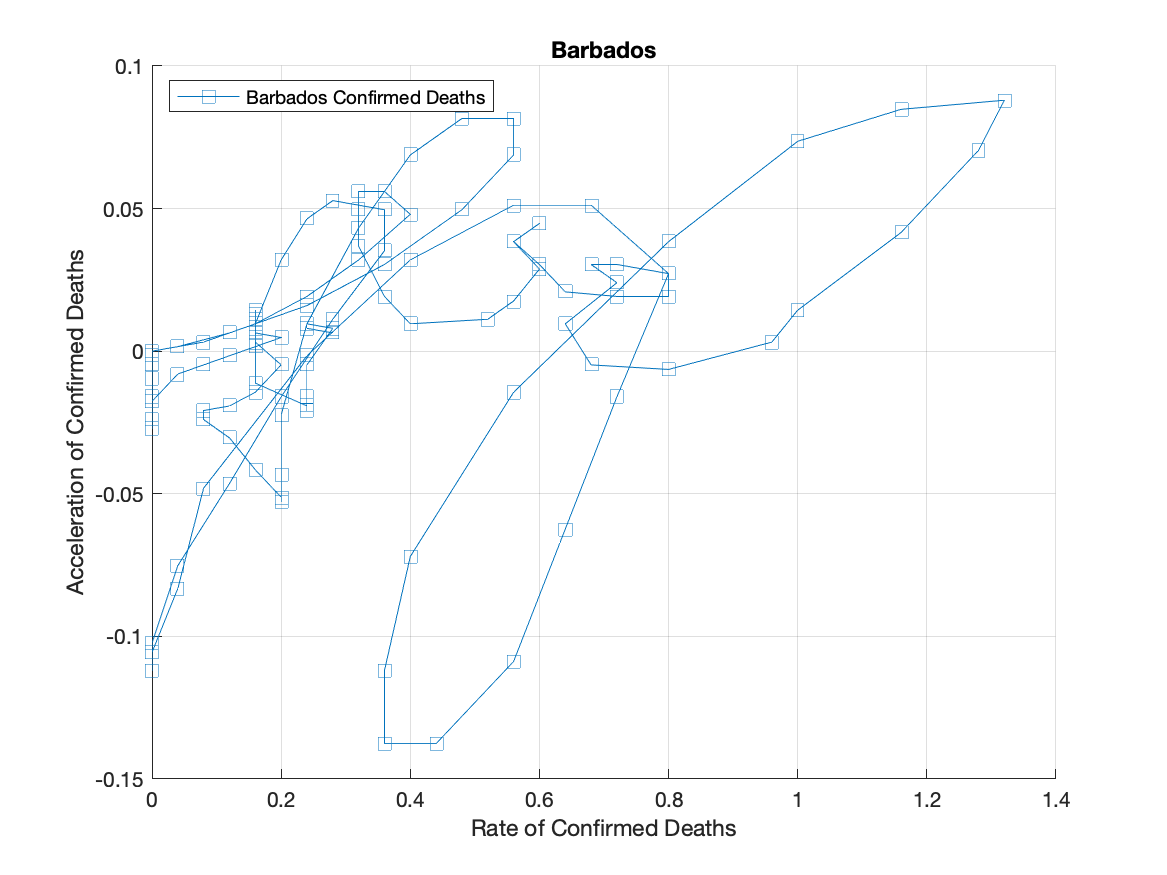 Barbados
Barbados Confirmed Deaths
0.1
0.05
0
-0.05
-0.1
-0.15
Acceleration of Confirmed Deaths
0 0.2 0.4 0.6 0.8 1 1.2 1.4
Rate of Confirmed Deaths